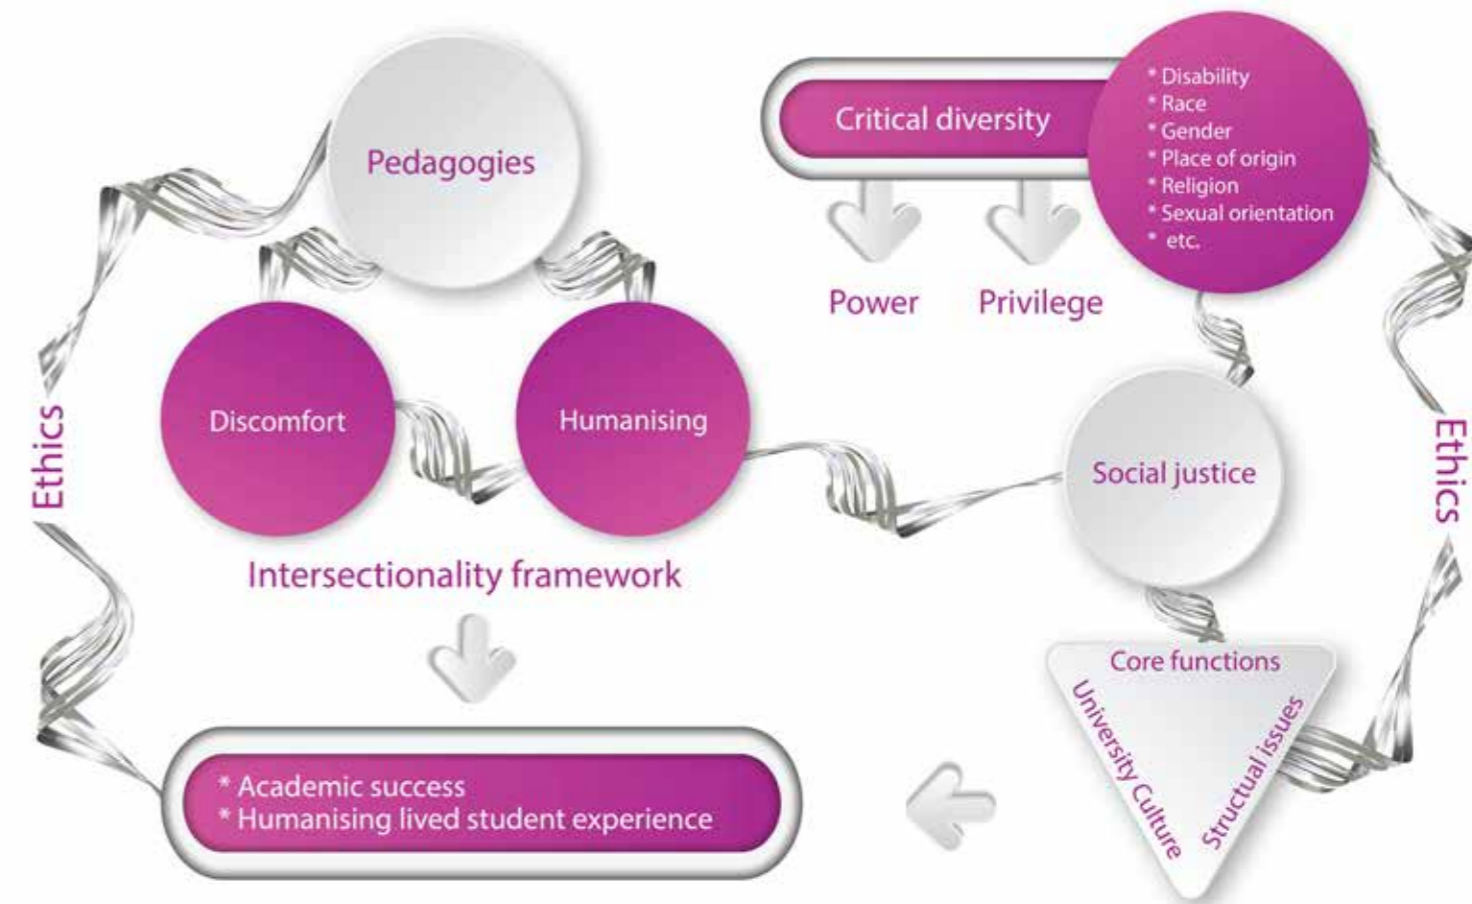 Pedagogies
Discomfort
Humanising
Intersectionality framework
Ethics
* Academic success
* Humanising lived student experience
Critical diversity
* Disability
* Race
* Gender
* Place of origin
* Religion
* Sexual orientation
* etc.
Power
Privilege
Social justice
Core functions
University Culture
Structual issues
Ethics